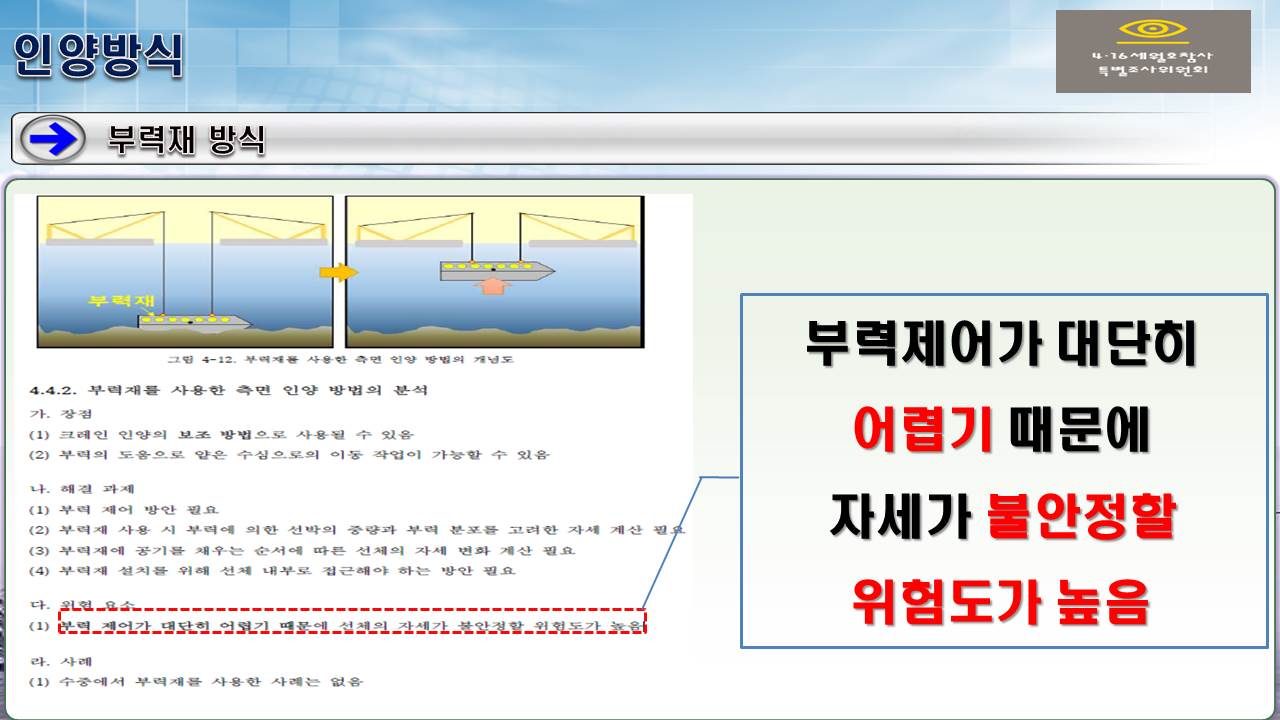 인양방식
4·16세월호참사
특별조사위원회
부력재 방식
부력재
그림 4-12. 부력재를 사용한 측면 인양 방법의 개념도
4.4.2. 부력재를 사용한 측면 인양 방법의 분석
가. 장점
(1) 크레인 인양의 보조 방법으로 사용될 수 있음
(2) 부력의 도움으로 얕은 수심으로의 이동 작업이 가능할 수 있음
나. 해결 과제
(1) 부력 제어 방안 필요
(2) 부력재 사용 시 부력에 의한 선박의 중량과 부력 분포를 고려한 자세 계산 필요
(3) 부력재에 공기를 채우는 순서에 따른 선체의 자세 변화 계산 필요
(4) 부력재 설치를 위해 선체 내부로 접근해야 하는 방안 필요
다. 위험 요소
(1) 부력 제어가 대단히 어렵기 때문에 선체의 자세가 불안정할 위험도가 높음
라. 사례
(1) 수중에서 부력재를 사용한 사례는 없음
부력제어가 대단히
어렵기 때문에
자세가 불안정할
위험도가 높음